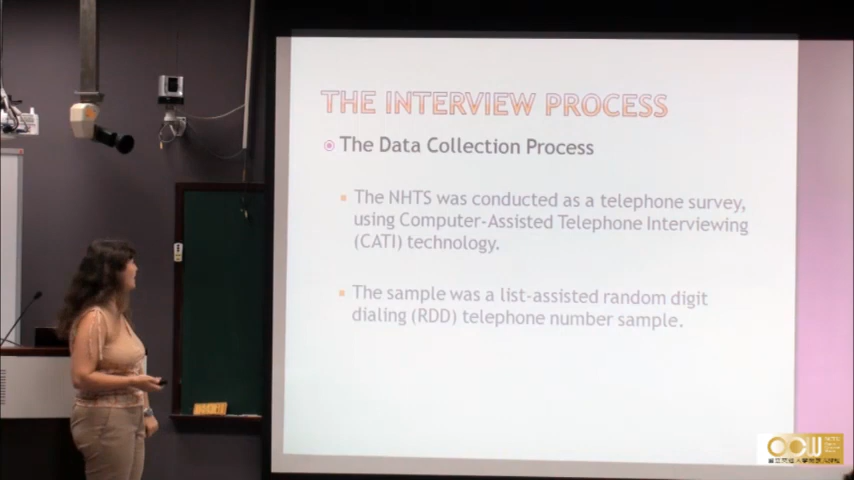 THE INTERVIEW PROCESS
The Data Collection Process
The NHTS was conducted as a telephone survey,
using Computer-Assisted Telephone Interviewing
(CATI) technology.
The sample was a list-assisted random digit
dialing (RDD) telephone number sample.
OCW